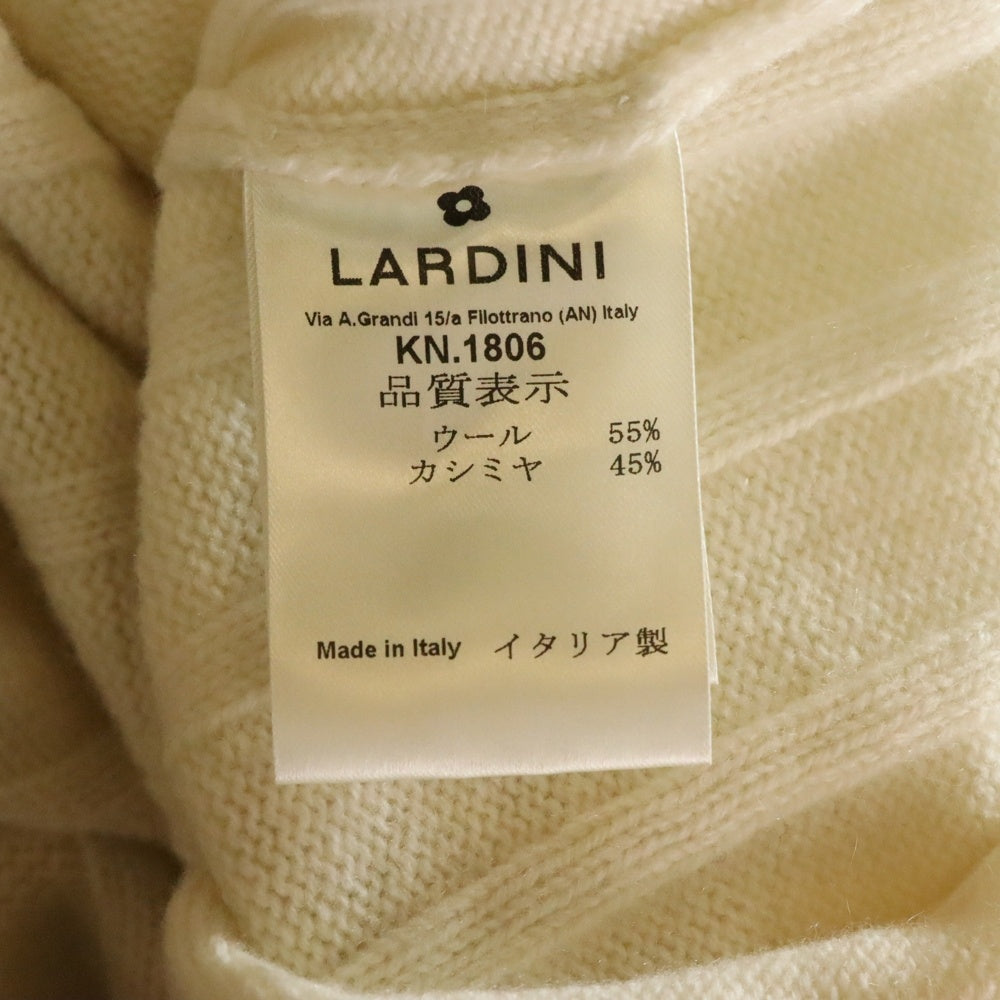 LARDINI
Via A.Grandi 15/a Filottrano (AN) Italy
KN.1806
品質表示
ウール 55%
カシミヤ 45%
Made in Italy イタリア製